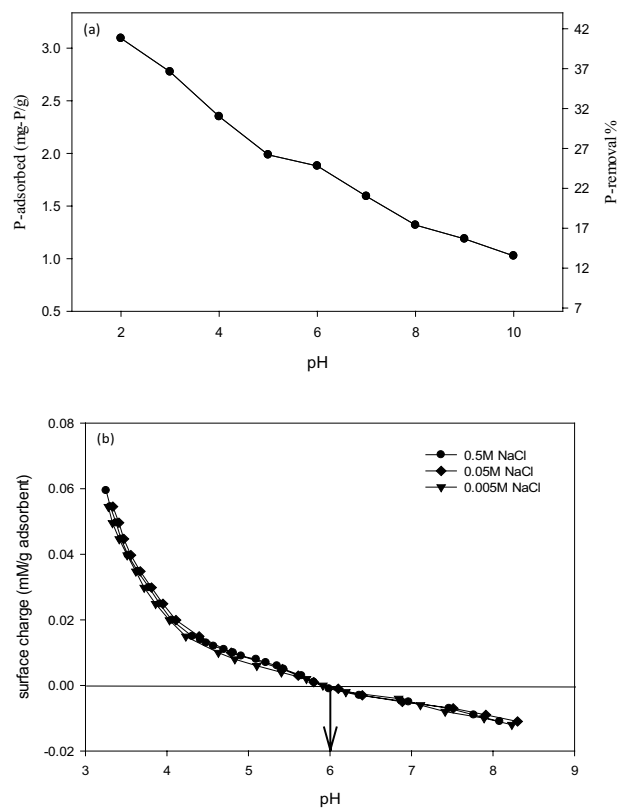 (a)
P-adsorbed (mg-P/g)
3.0
2.5
2.0
1.5
1.0
0.5
42
37
32
27
22
17
12
7
P-removal %
2 4 6 8 10
pH
(b)
surface charge (mM/g adsorbent)
0.08
0.06
0.04
0.02
0.00
-0.02
0.5M NaCl
0.05M NaCl
0.005M NaCl
3 4 5 6 7 8 9
pH